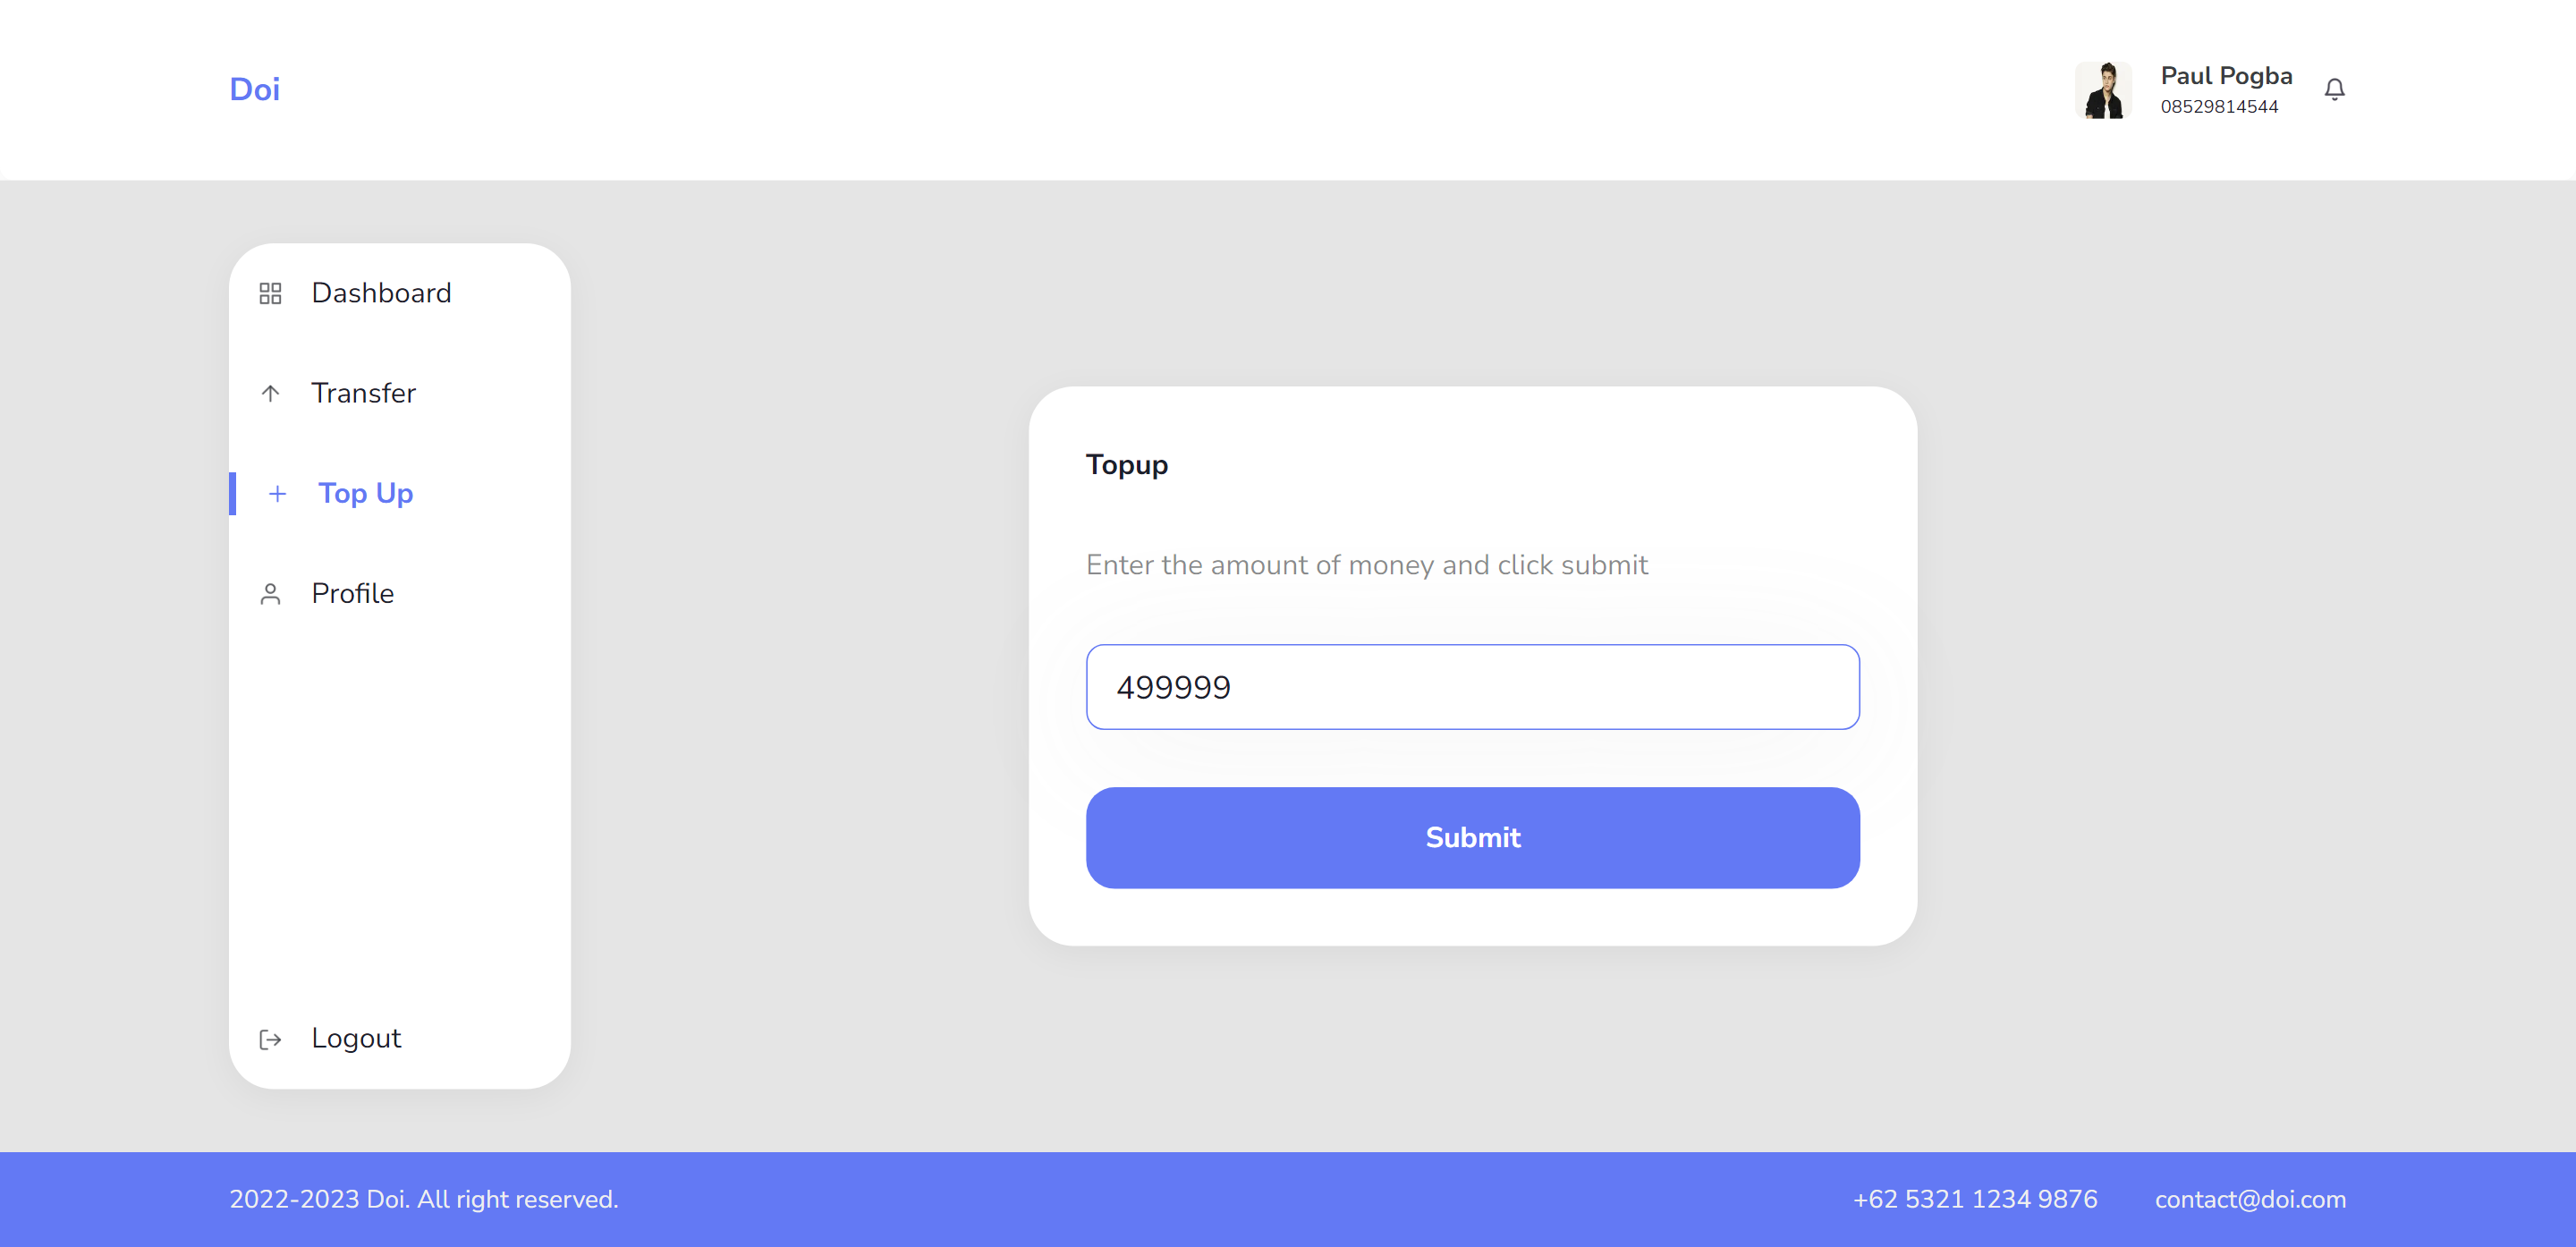 Doi
Paul Pogba
08529814544
Dashboard
Transfer
Top Up
Profile
Logout
Topup
Enter the amount of money and click submit
499999
Submit
2022-2023 Doi. All right reserved.
+62 5321 1234 9876
contact@doi.com